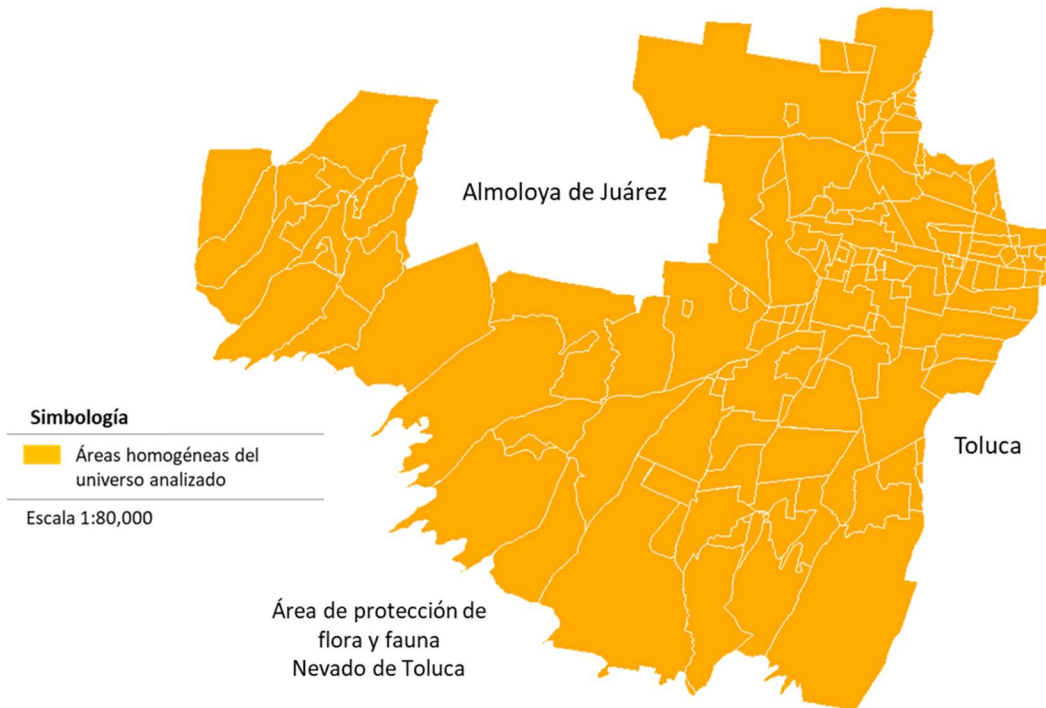 Almoloya de Juárez
Simbología
Áreas homogéneas del
universo analizado
Escala 1:80,000
Toluca
Área de protección de
flora y fauna
Nevado de Toluca